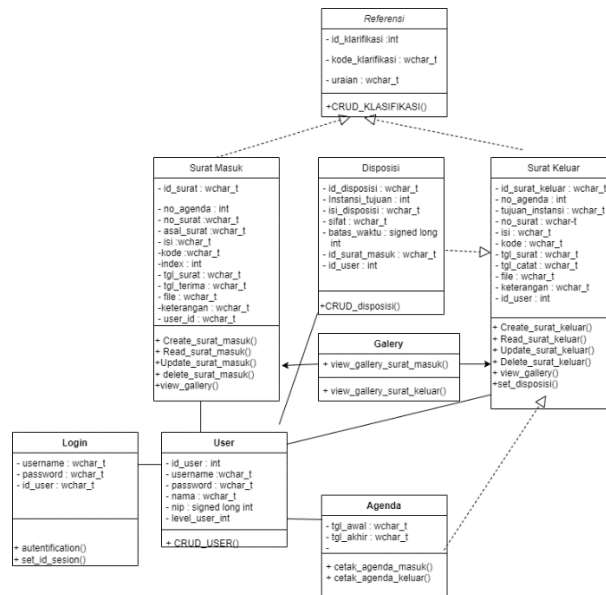 Referensi
- id_klarifikasi :int
- kode_klarifikasi : wchar_t
- uraian : wchar_t
+CRUD_KLASIFIKASI()
Surat Masuk
- id_surat : wchar_t
- no_agenda : int
- no_surat :wchar_t
- asal_surat :wchar_t
- isi :wchar_t
-kode : wchar_t
-index : int
- tgl_surat : wchar_t
- tgl_terima : wchar_t
- file : wchar_t
-keterangan : wchar_t
- user_id : wchar_t
+ Create_surat_masuk()
+ Read_surat_masuk()
+Update_surat_masuk()
+ delete_surat_masuk()
+view_gallery()
Disposisi
- id_disposisi : wchar_t
- Instansi_tujuan : int
- isi_disposisi : wchar_t
- sifat : wchar_t
- batas_waktu : signed long
int
- id_surat_masuk : wchar_t
- id_user : int
+CRUD_disposisi()
Surat Keluar
- id_surat_keluar : wchar_t
- no_agenda : int
- tujuan_instansi : wchar_t
- no_surat : wchar-t
- isi : wchar_t
- kode : wchar_t
- tgl_surat : wchar_t
- tgl_catat : wchar_t
- file : wchar_t
- keterangan : wchar_t
- id_user : int
+ Create_surat_keluar()
+ Read_surat_keluar()
+ Update_surat_keluar()
+ Delete_surat_keluar()
+ view_gallery()
+set_disposisi()
Galery
+ view_gallery_surat_masuk()
+ view_gallery_surat_keluar()
Login
- username : wchar_t
- password : wchar_t
- id_user : wchar_t
+ autentification()
+ set_id_sesion()
User
- id_user : int
- username :wchar_t
- password : wchar_t
- nama : wchar_t
- nip : signed long int
- level_user_int
+ CRUD_USER()
Agenda
- tgl_awal : wchar_t
- tgl_akhir : wchar_t
-
+ cetak_agenda_masuk()
+ cetak_agenda_keluar()